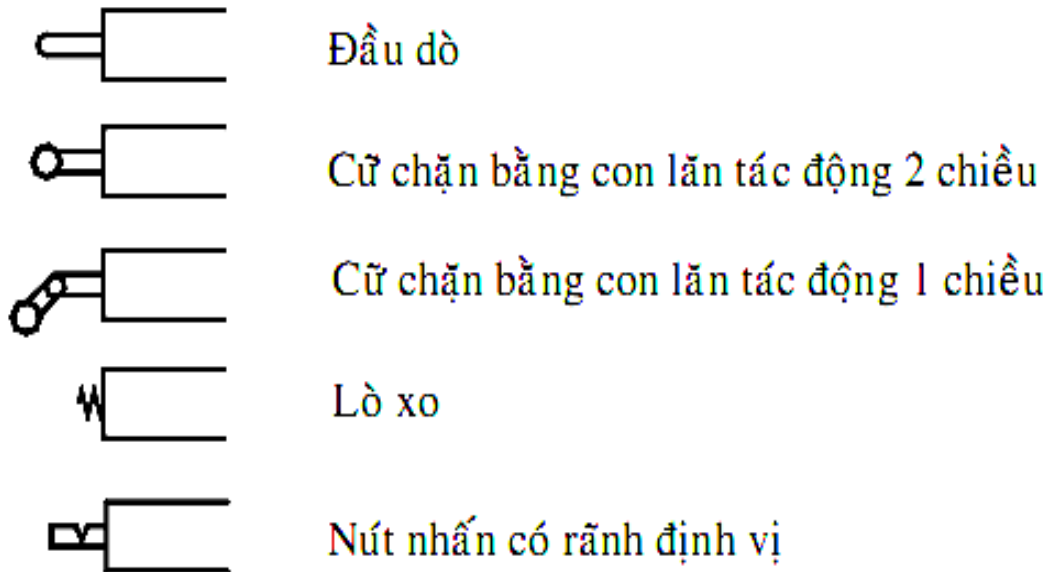 Đầu dò
Cữ chặn bằng con lăn tác động 2 chiều
Cữ chặn bằng con lăn tác động 1 chiều
Lò xo
Nút nhấn có rãnh định vị